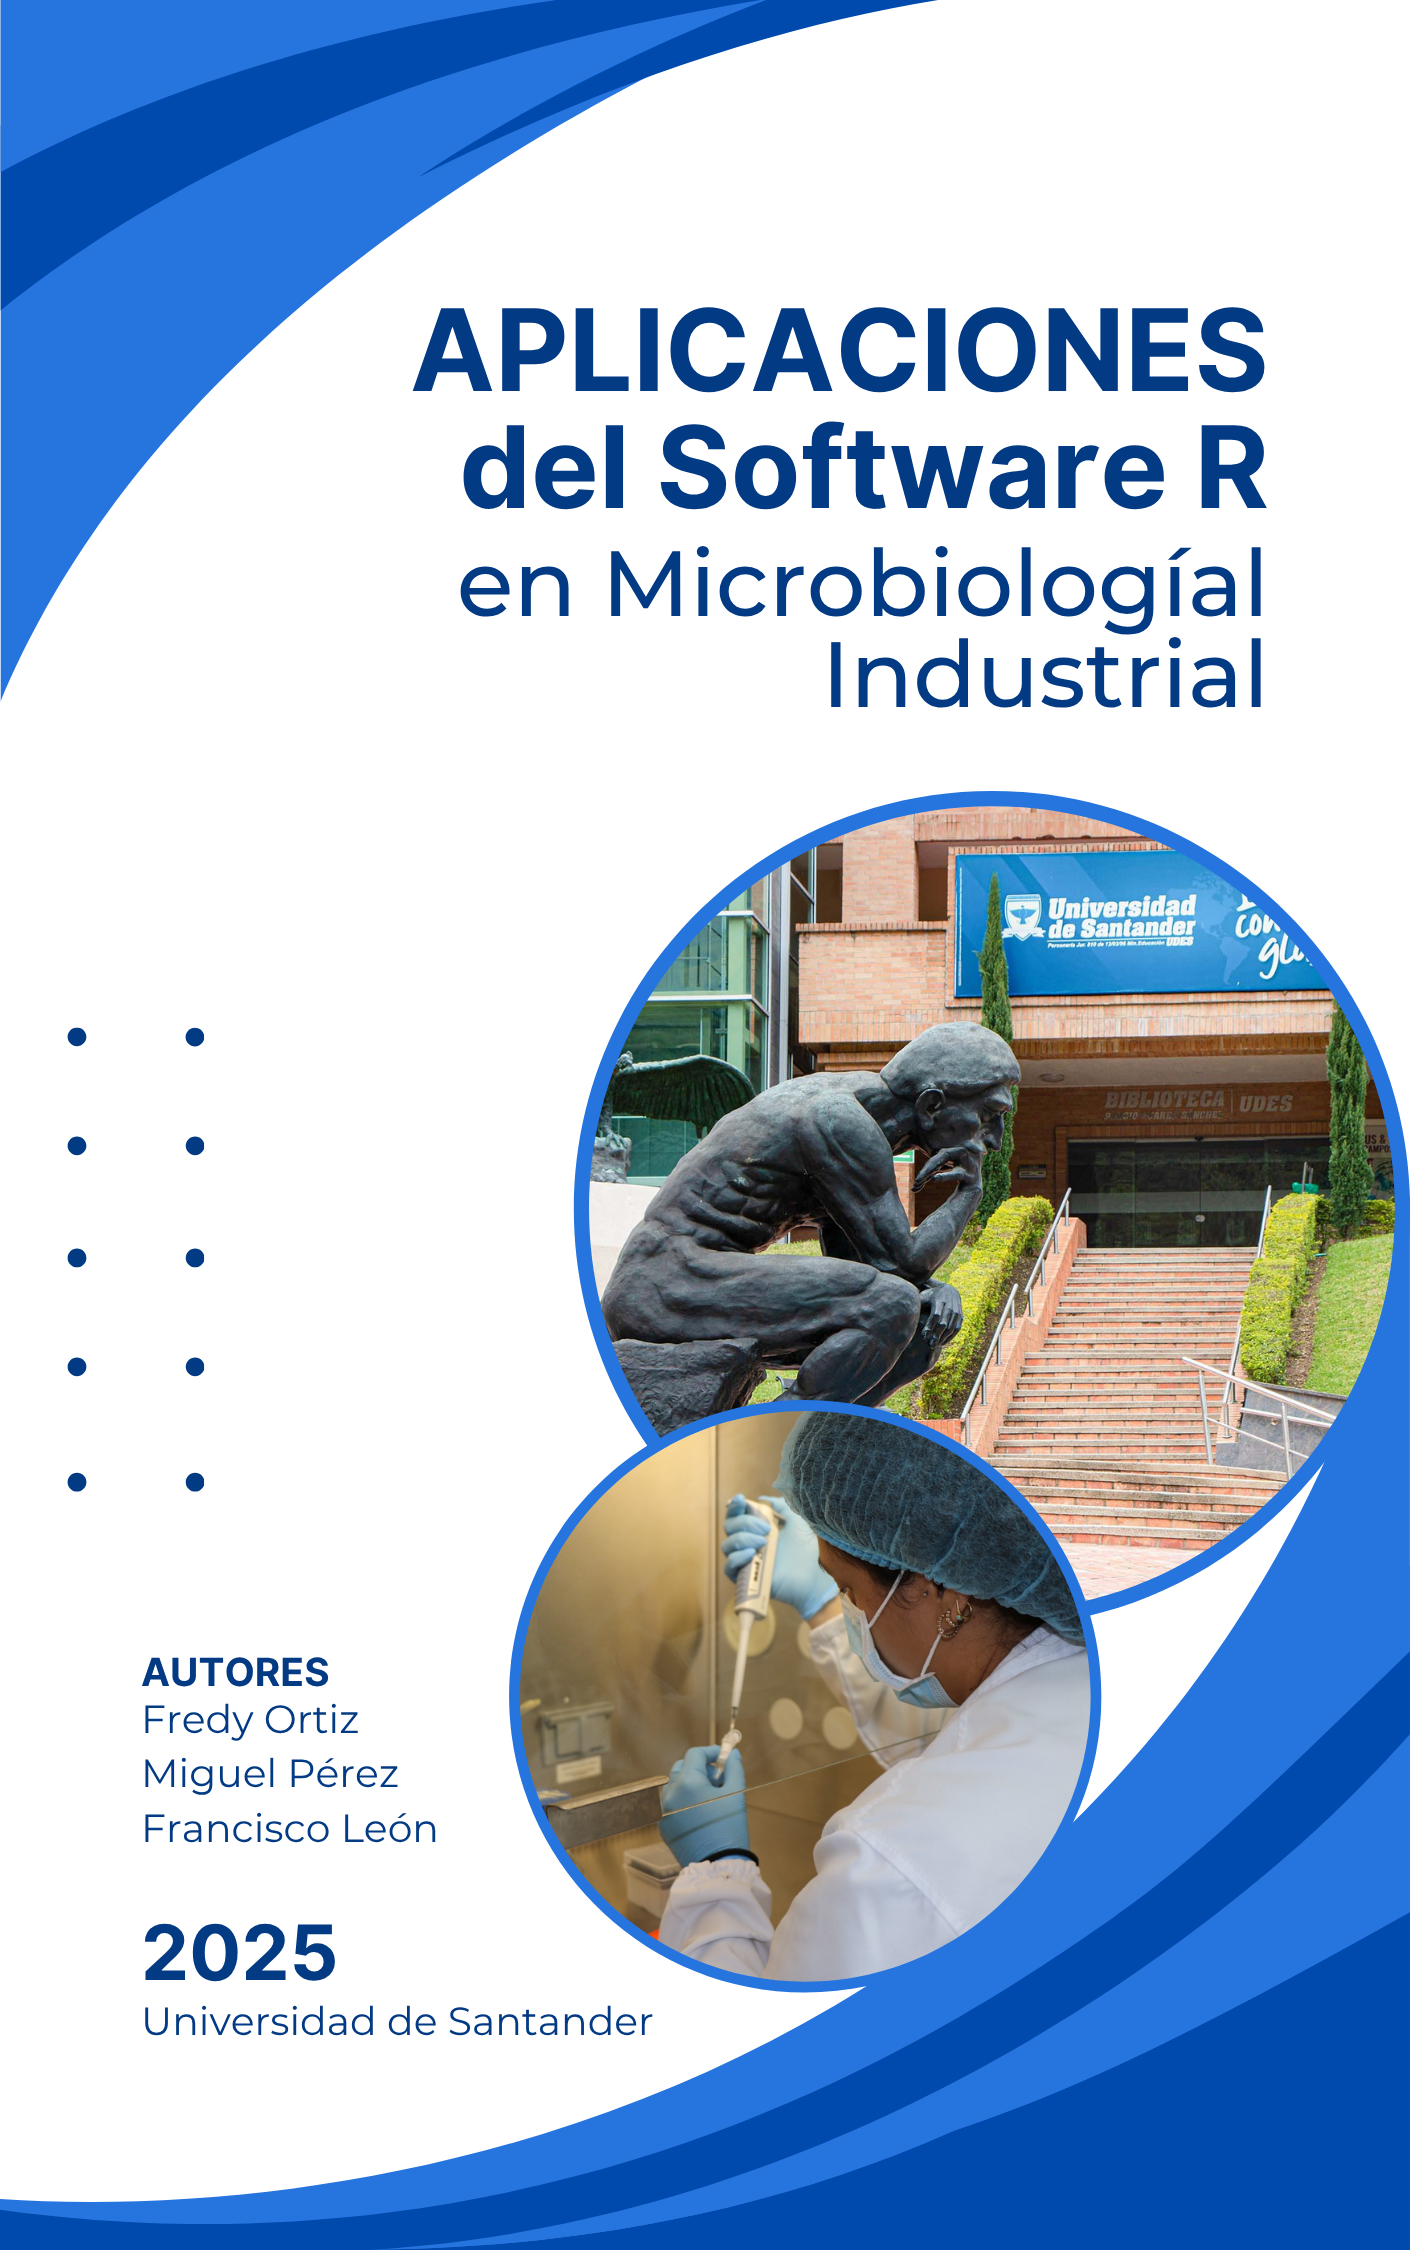 APLICACIONES
del Software R
en Microbiologíal
Industrial
Universidad
de Santander
UDES
BIBLIOTECA UDES
AUTORES
Fredy Ortiz
Miguel Pérez
Francisco León
2025
Universidad de Santander